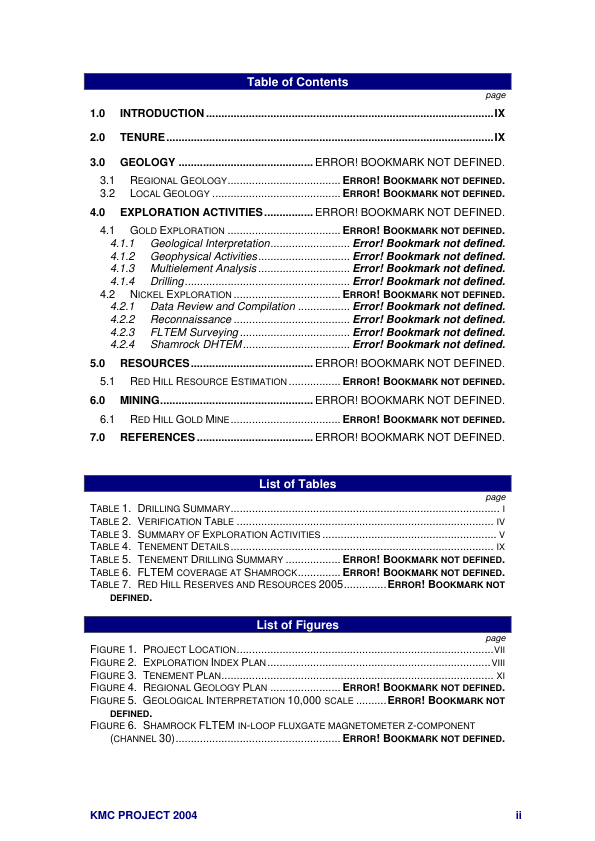 Table of Contents
page
1.0 INTRODUCTION..........................................................................................IX
2.0 TENURE.......................................................................................................IX
3.0 GEOLOGY .......................................... ERROR! BOOKMARK NOT DEFINED.
3.1 REGIONAL GEOLOGY................................... ERROR! BOOKMARK NOT DEFINED.
3.2 LOCAL GEOLOGY ........................................ ERROR! BOOKMARK NOT DEFINED.
4.0 EXPLORATION ACTIVITIES............... ERROR! BOOKMARK NOT DEFINED.
4.1 GOLD EXPLORATION ................................... ERROR! BOOKMARK NOT DEFINED.
4.1.1 Geological Interpretation......................... Error! Bookmark not defined.
4.1.2 Geophysical Activities............................. Error! Bookmark not defined.
4.1.3 Multielement Analysis............................. Error! Bookmark not defined.
4.1.4 Drilling.................................................... Error! Bookmark not defined.
4.2 NICKEL EXPLORATION .................................. ERROR! BOOKMARK NOT DEFINED.
4.2.1 Data Review and Compilation ................ Error! Bookmark not defined.
4.2.2 Reconnaissance ..................................... Error! Bookmark not defined.
4.2.3 FLTEM Surveying ................................... Error! Bookmark not defined.
4.2.4 Shamrock DHTEM.................................. Error! Bookmark not defined.
5.0 RESOURCES...................................... ERROR! BOOKMARK NOT DEFINED.
5.1 RED HILL RESOURCE ESTIMATION ................ ERROR! BOOKMARK NOT DEFINED.
6.0 MINING................................................ ERROR! BOOKMARK NOT DEFINED.
6.1 RED HILL GOLD MINE................................... ERROR! BOOKMARK NOT DEFINED.
7.0 REFERENCES.................................... ERROR! BOOKMARK NOT DEFINED.
List of Tables
page
TABLE 1. DRILLING SUMMARY..................................................................................... I
TABLE 2. VERIFICATION TABLE ................................................................................. IV
TABLE 3. SUMMARY OF EXPLORATION ACTIVITIES ....................................................... V
TABLE 4. TENEMENT DETAILS................................................................................... IX
TABLE 5. TENEMENT DRILLING SUMMARY ................. ERROR! BOOKMARK NOT DEFINED.
TABLE 6. FLTEM COVERAGE AT SHAMROCK............. ERROR! BOOKMARK NOT DEFINED.
TABLE 7. RED HILL RESERVES AND RESOURCES 2005.............ERROR! BOOKMARK NOT
DEFINED.
List of Figures
page
FIGURE 1. PROJECT LOCATION.................................................................................VII
FIGURE 2. EXPLORATION INDEX PLAN......................................................................VIII
FIGURE 3. TENEMENT PLAN...................................................................................... XI
FIGURE 4. REGIONAL GEOLOGY PLAN ...................... ERROR! BOOKMARK NOT DEFINED.
FIGURE 5. GEOLOGICAL INTERPRETATION 10,000 SCALE ..........ERROR! BOOKMARK NOT
DEFINED.
FIGURE 6. SHAMROCK FLTEM IN-LOOP FLUXGATE MAGNETOMETER Z-COMPONENT
(CHANNEL 30).................................................... ERROR! BOOKMARK NOT DEFINED.
KMC PROJECT 2004 ii